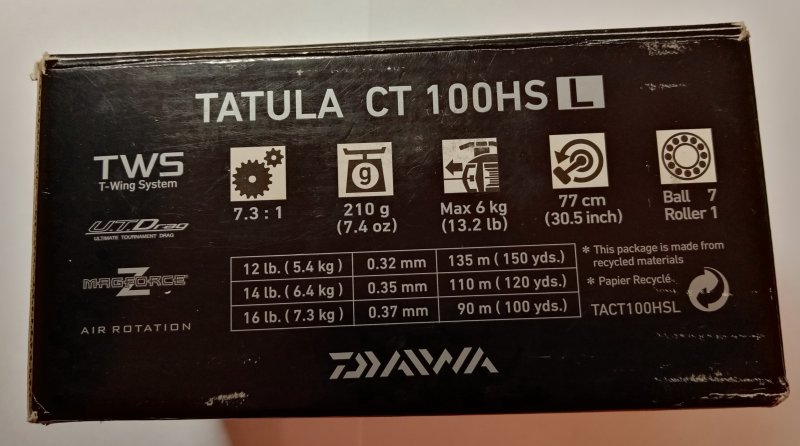 TATULA CT 100HS L
TWS
T-Wing System
U.T.Drag
ULTIMATE TOURNAMENT DRAG
MAGFORCE Z
AIR ROTATION
7.3 : 1
g
210 g
(7.4 oz)
Max 6 kg
(13.2 lb)
77 cm
(30.5 inch)
Ball 7
Roller 1
12 lb. ( 5.4 kg ) 0.32 mm 135 m ( 150 yds. )
14 lb. ( 6.4 kg ) 0.35 mm 110 m ( 120 yds. )
16 lb. ( 7.3 kg ) 0.37 mm 90 m ( 100 yds. )
* This package is made from
recycled materials
* Papier Recyclé
TACT100HSL
DAIWA